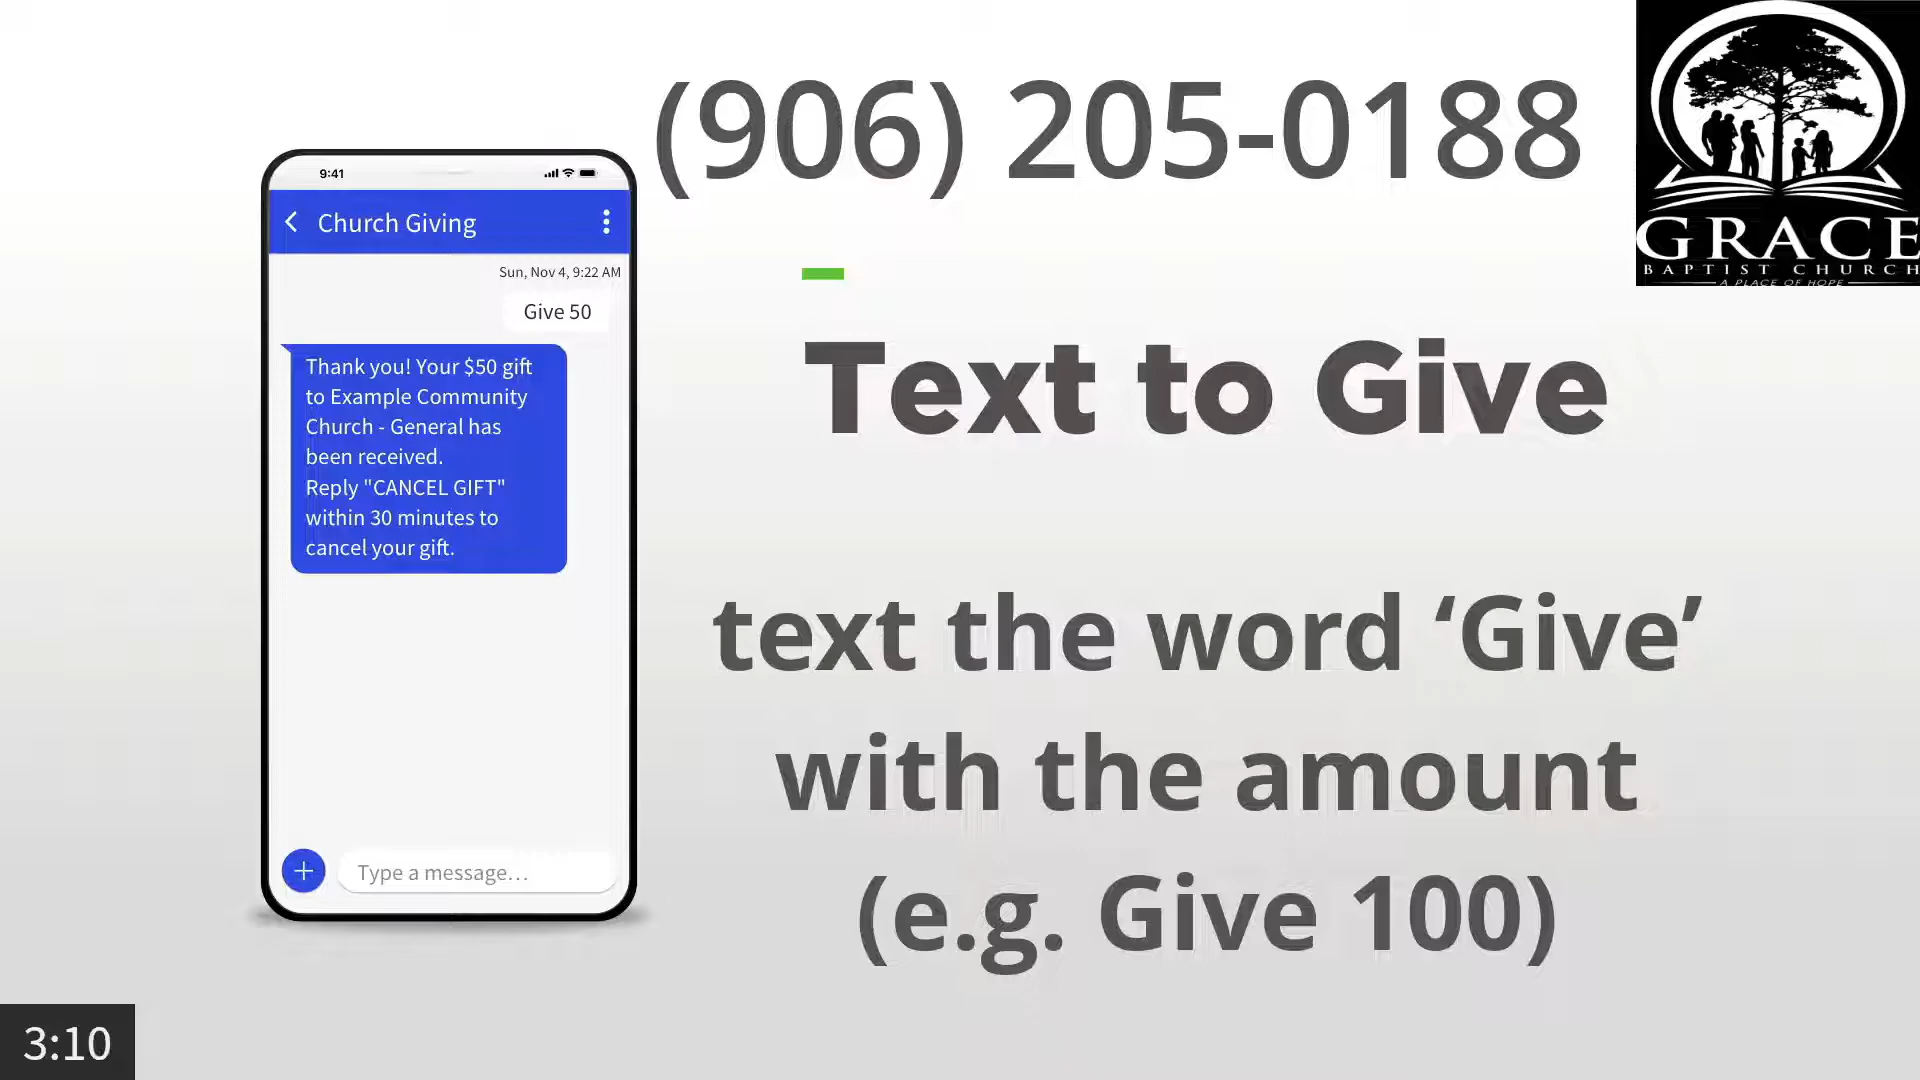 (906) 205-0188
GRACE
BAPTIST CHURCH
A PLACE OF HOPE
9:41
Church Giving
Sun, Nov 4, 9:22 AM
Give 50
Thank you! Your $50 gift
to Example Community
Church - General has
been received.
Reply "CANCEL GIFT"
within 30 minutes to
cancel your gift.
Type a message…
Text to Give
text the word ‘Give’
with the amount
(e.g. Give 100)
3:10